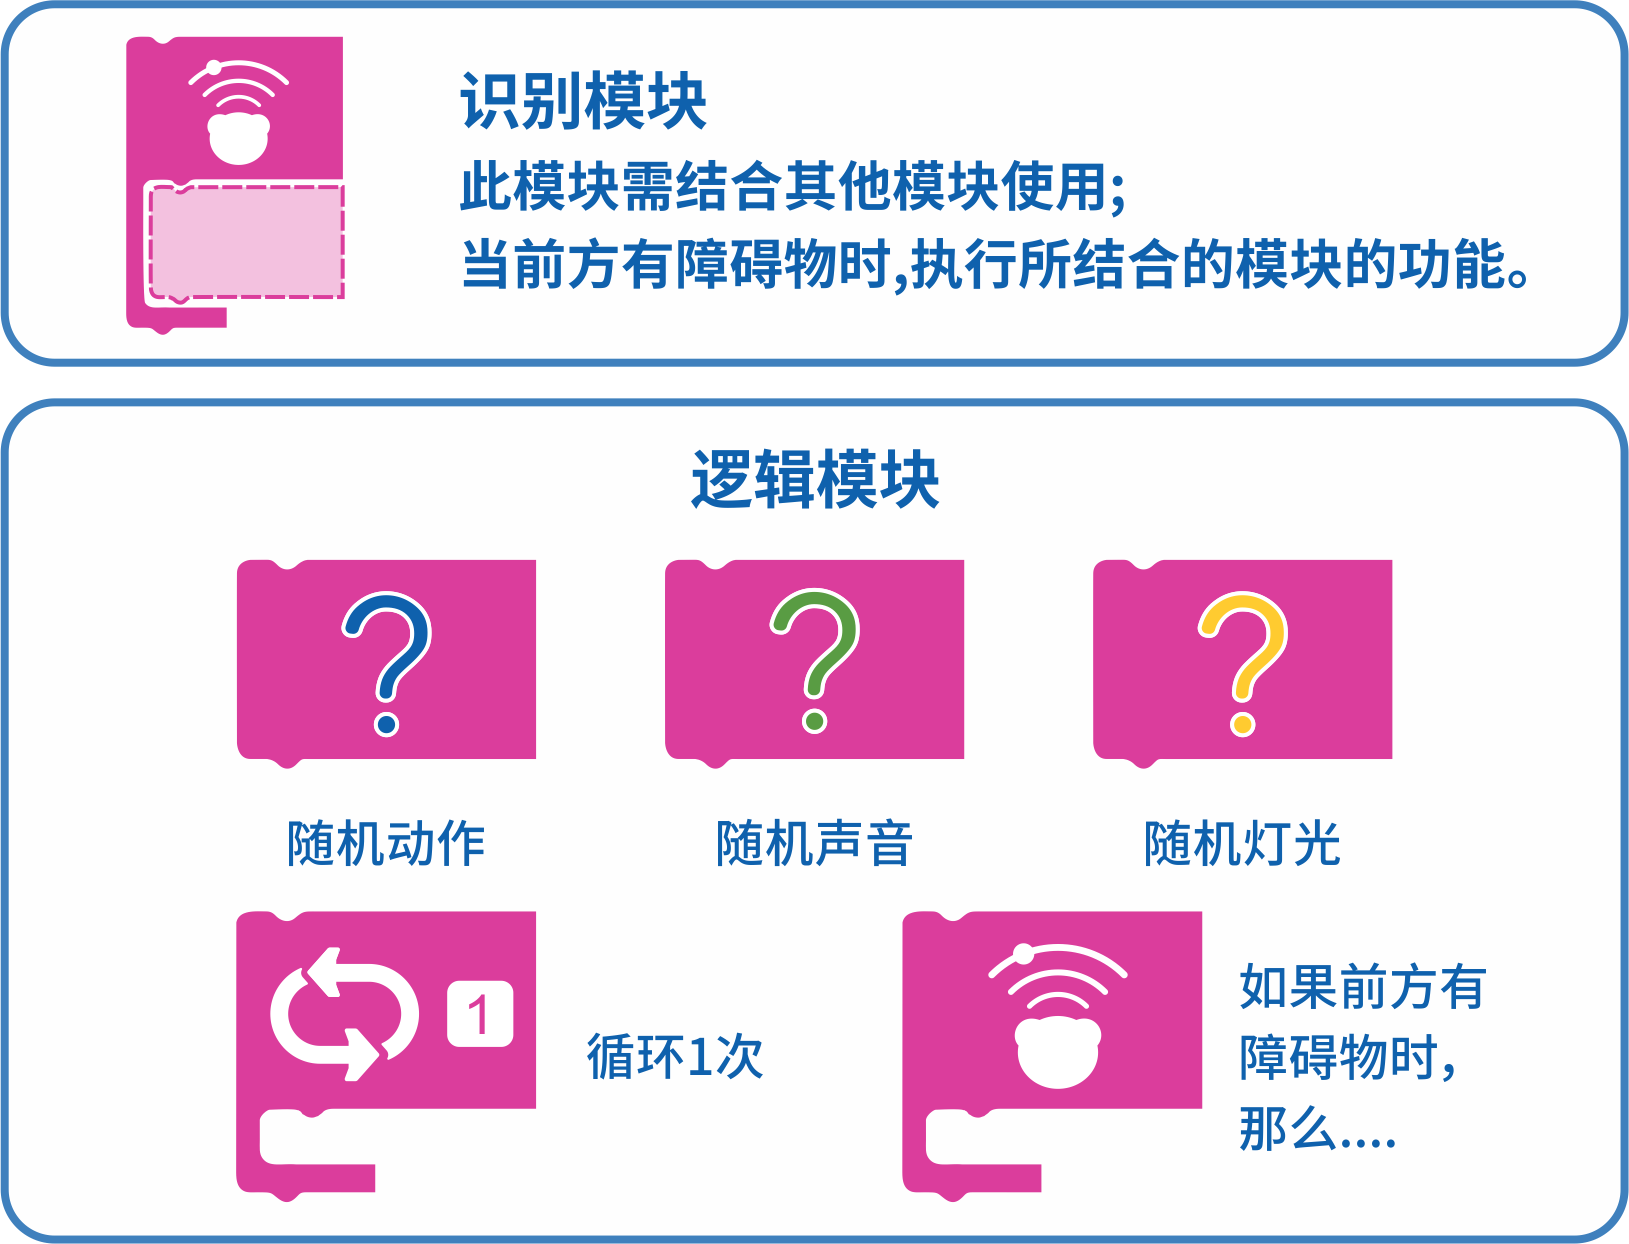 识别模块
此模块需结合其他模块使用;
当前方有障碍物时,执行所结合的模块的功能。
逻辑模块
?
?
?
随机动作
随机声音
随机灯光
1
循环1次
如果前方有
障碍物时，
那么....